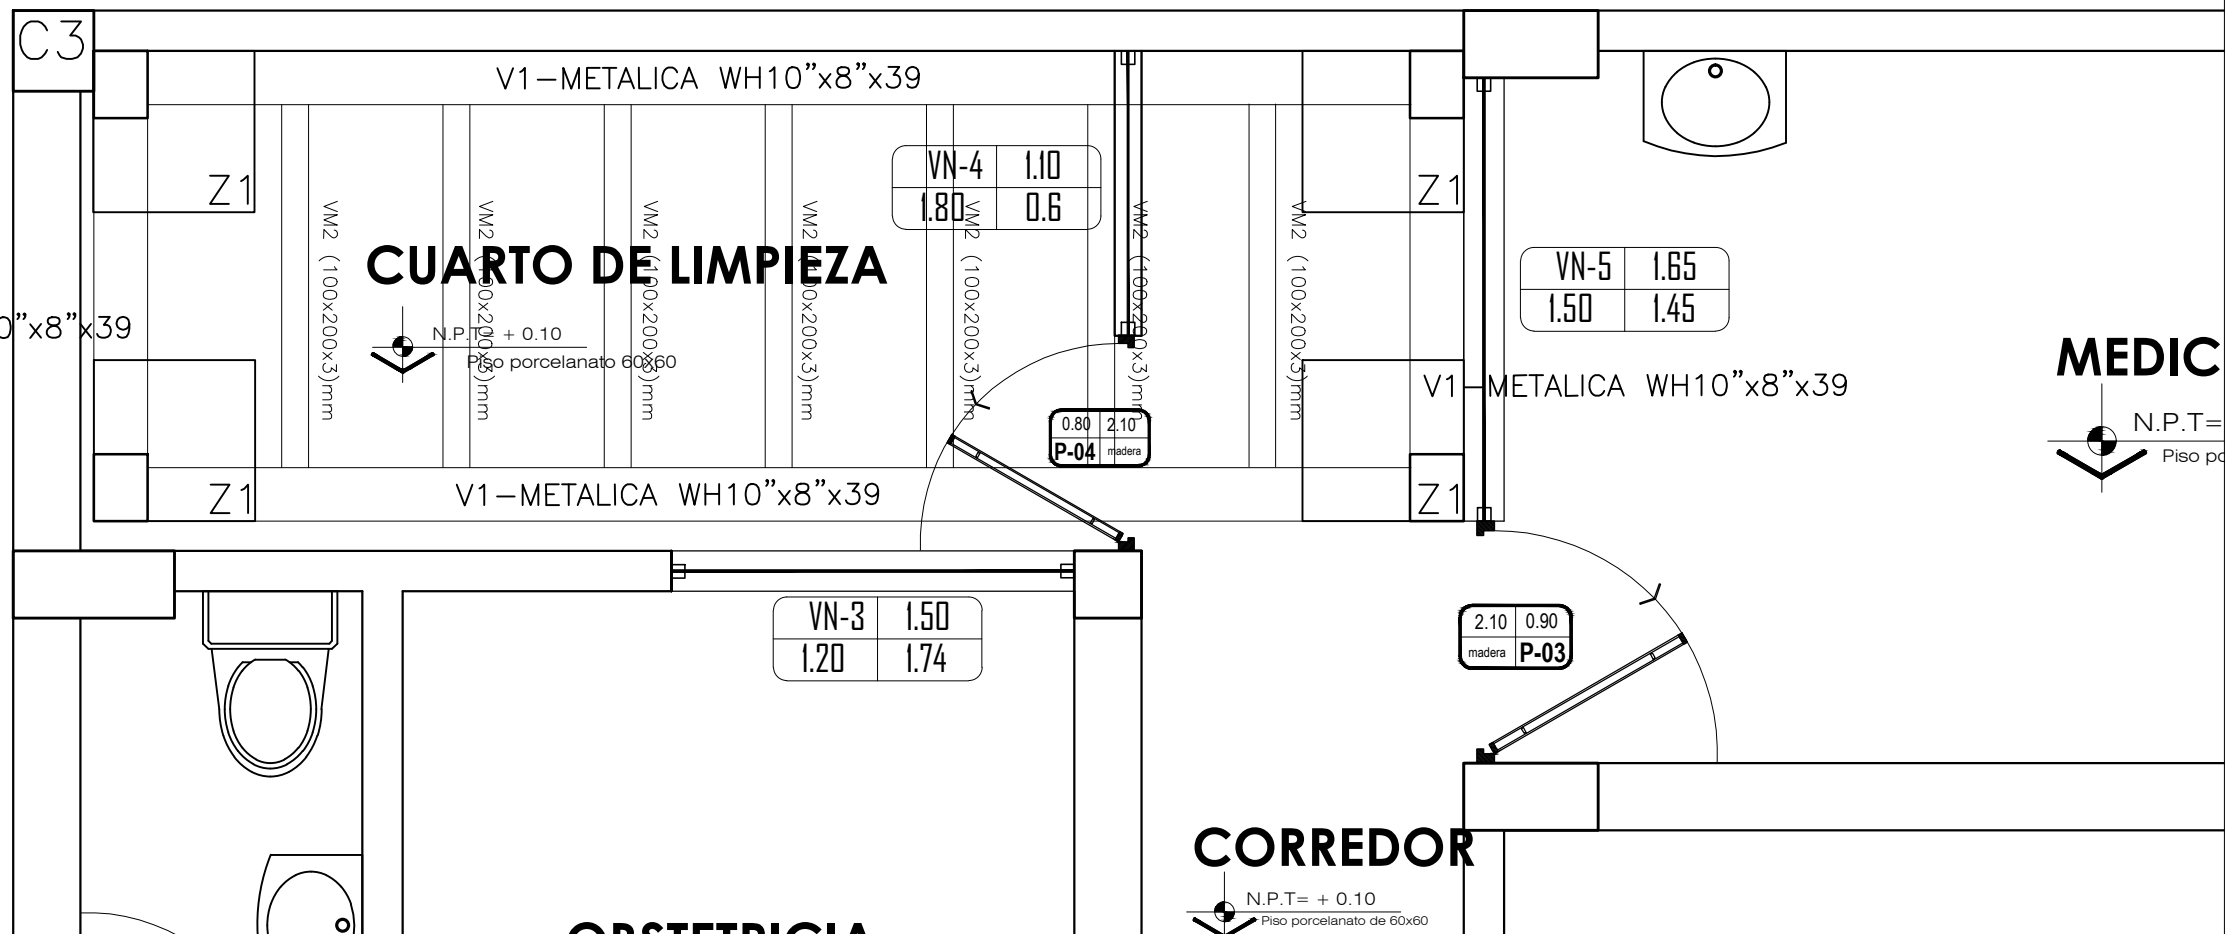 C3
V1-METALICA WH10"x8"x39
VN-4 1.10
1.80 0.6
Z1
Z1
VM2 (100x200x3)mm
VM2 (100x200x3)mm
VM2 (100x200x3)mm
VM2 (100x200x3)mm
VM2 (100x200x3)mm
VM2 (100x200x3)mm
VM2 (100x200x3)mm
CUARTO DE LIMPIEZA
VN-5 1.65
1.50 1.45
0"x8"x39
N.P.T= + 0.10
Piso porcelanato 60x60
MEDIC
V1-METALICA WH10"x8"x39
N.P.T=
Piso
0.80 2.10
P-04 madera
Z1
V1-METALICA WH10"x8"x39
Z1
VN-3 1.50
1.20 1.74
2.10 0.90
madera P-03
CORREDOR
N.P.T= + 0.10
Piso porcelanato de 60x60
OBSTETRICIA